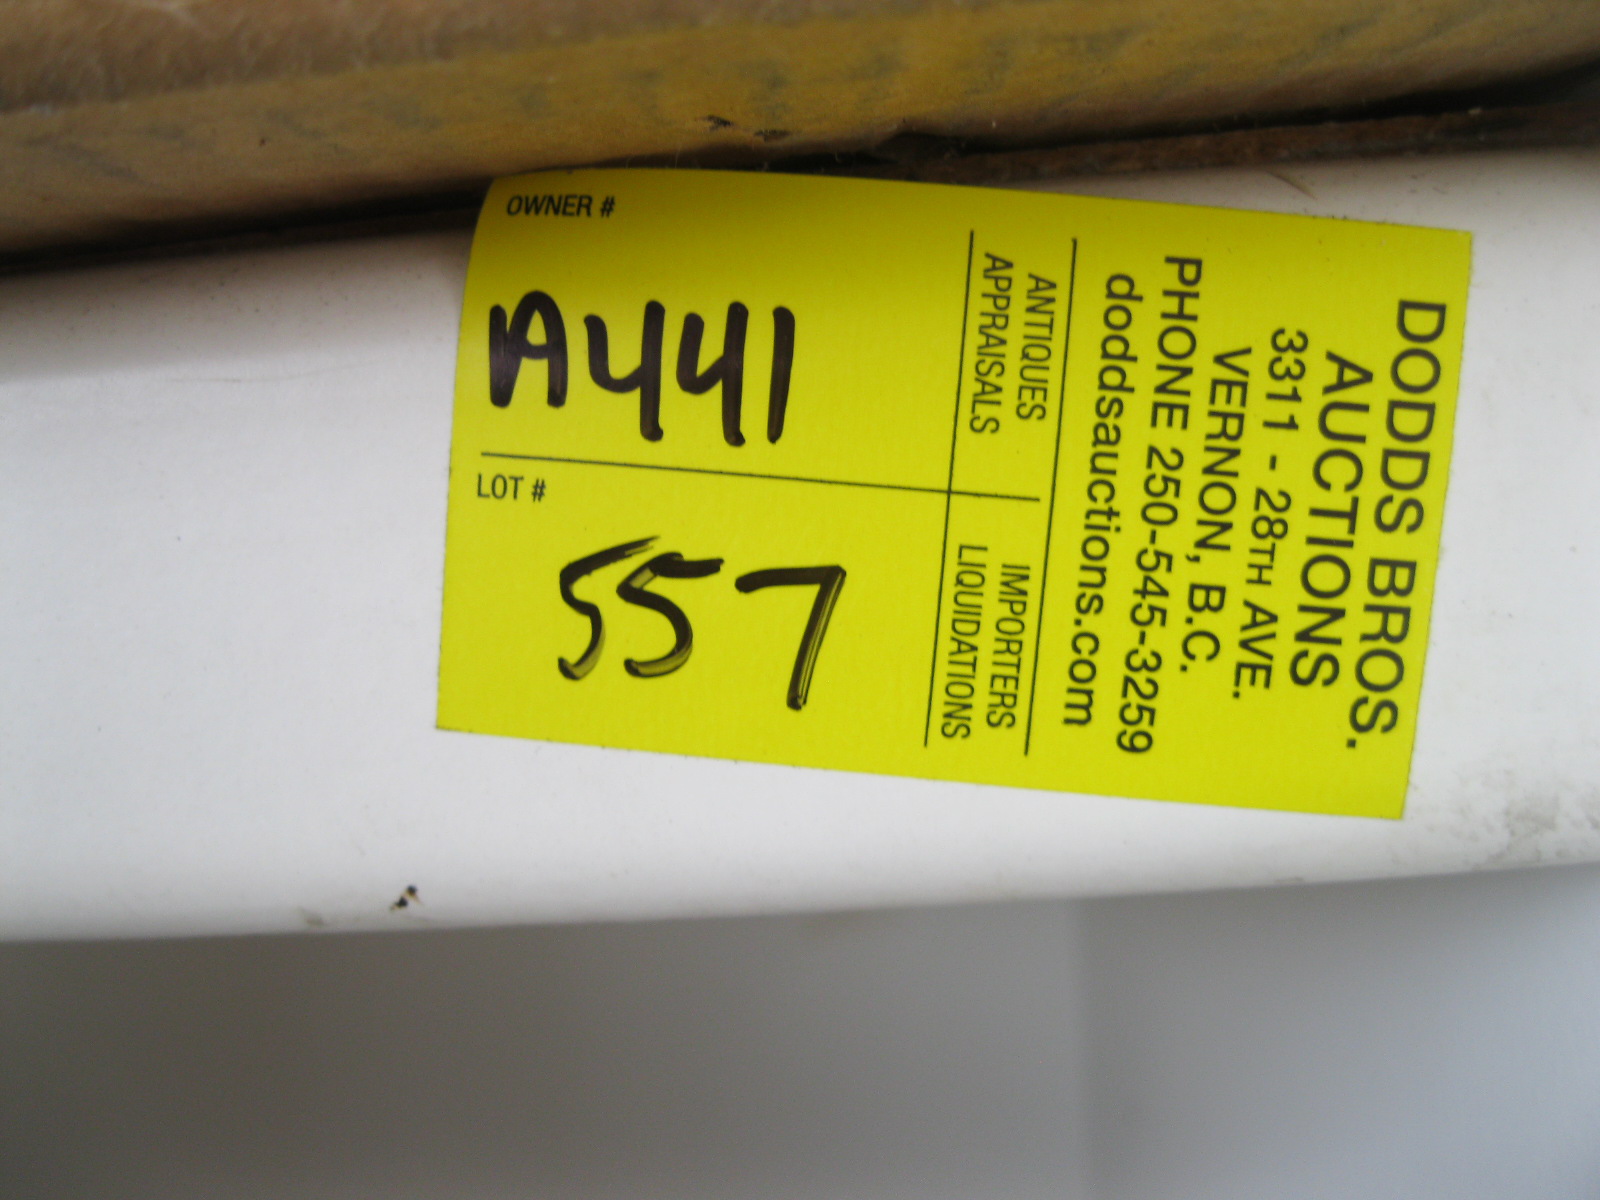 DODDS BROS.
AUCTIONS
3311 - 28TH AVE.
VERNON, B.C.
PHONE 250-545-3259
doddsauctions.com
ANTIQUES
APPRAISALS
IMPORTERS
LIQUIDATIONS
OWNER #
A441
LOT #
557